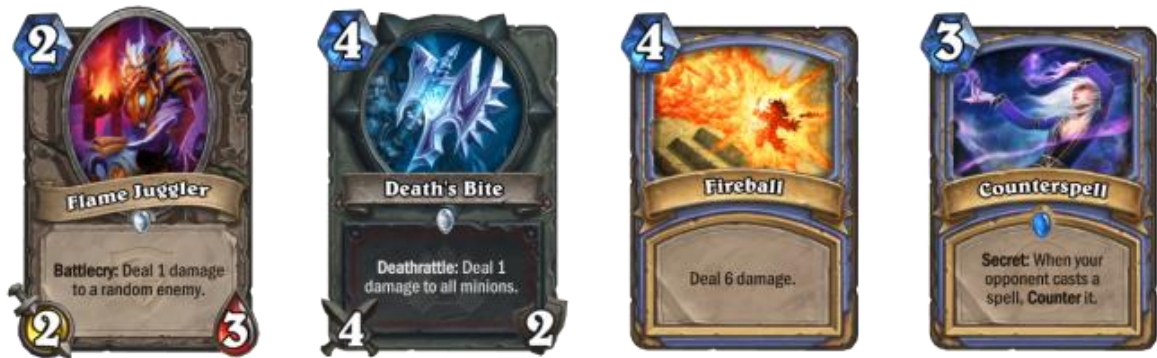 2
Flame Juggler
Battlecry: Deal 1 damage
to a random enemy.
2
3
4
Death's Bite
Deathrattle: Deal 1
damage to all minions.
4
2
4
Fireball
Deal 6 damage.
3
Counterspell
Secret: When your
opponent casts a
spell, Counter it.